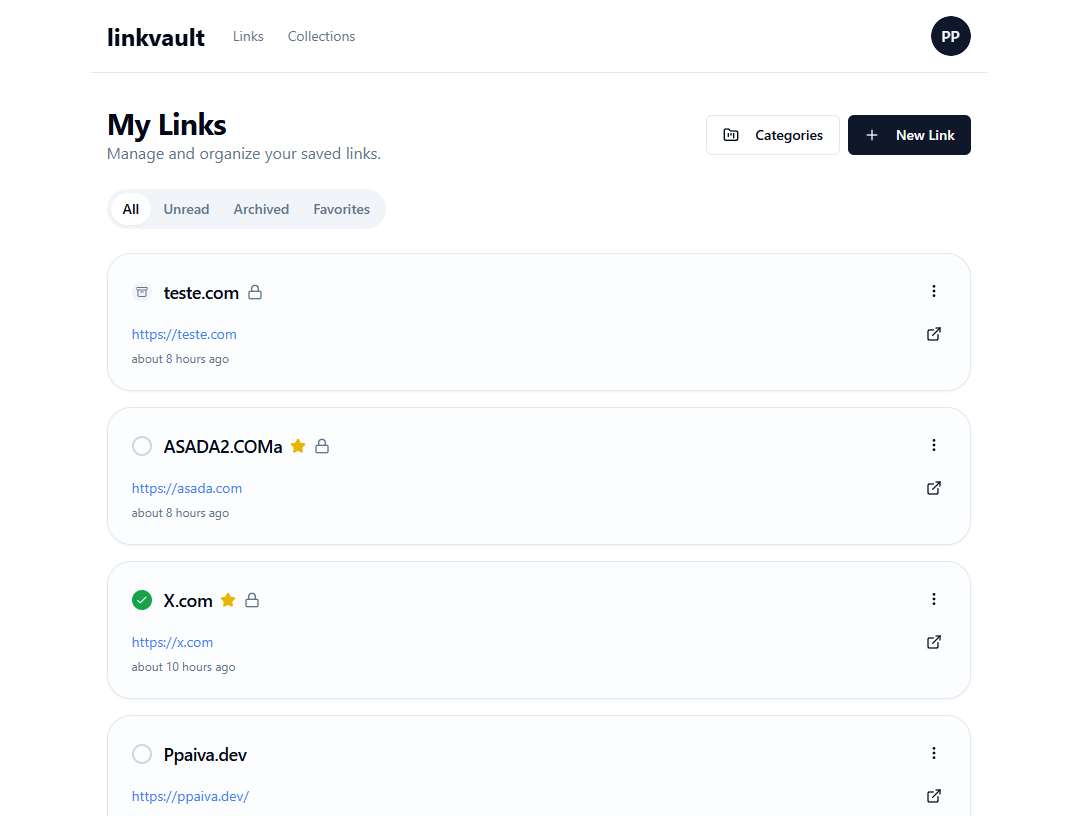 linkvault Links Collections PP
My Links
Manage and organize your saved links.
Categories New Link
All Unread Archived Favorites
teste.com
https://teste.com
about 8 hours ago
ASADA2.COMa
https://asada.com
about 8 hours ago
X.com
https://x.com
about 10 hours ago
Ppaiva.dev
https://ppaiva.dev/